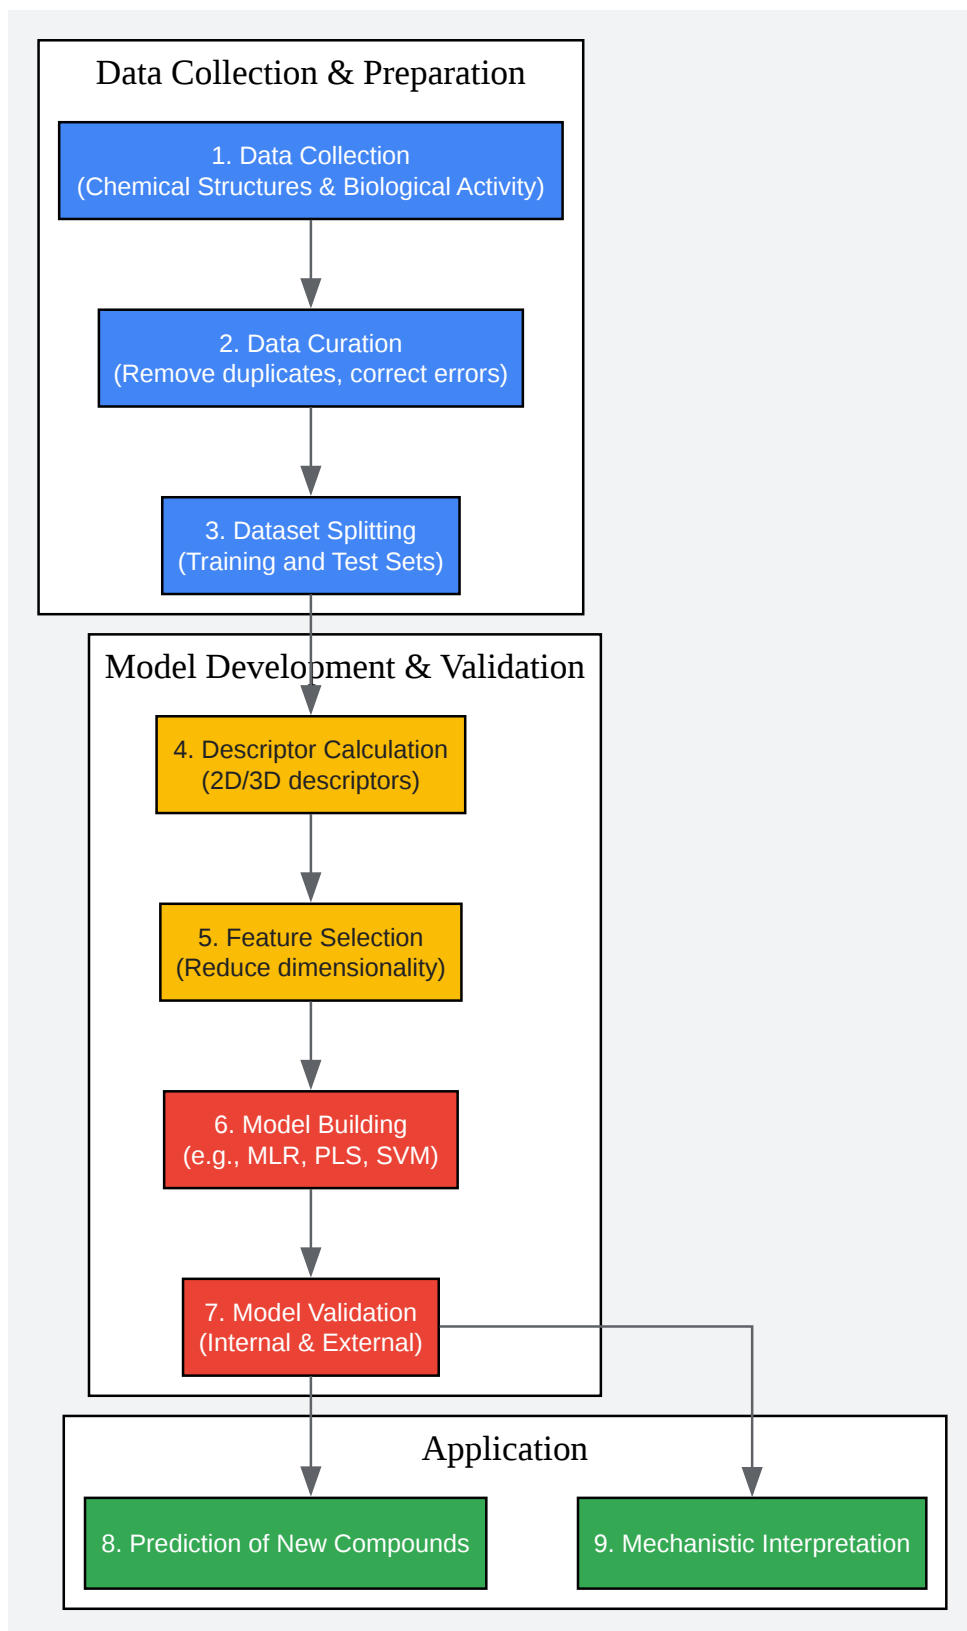 Data Collection & Preparation
1. Data Collection
(Chemical Structures & Biological Activity)
2. Data Curation
(Remove duplicates, correct errors)
3. Dataset Splitting
(Training and Test Sets)
Model Development & Validation
4. Descriptor Calculation
(2D/3D descriptors)
5. Feature Selection
(Reduce dimensionality)
6. Model Building
(e.g., MLR, PLS, SVM)
7. Model Validation
(Internal & External)
Application
8. Prediction of New Compounds
9. Mechanistic Interpretation